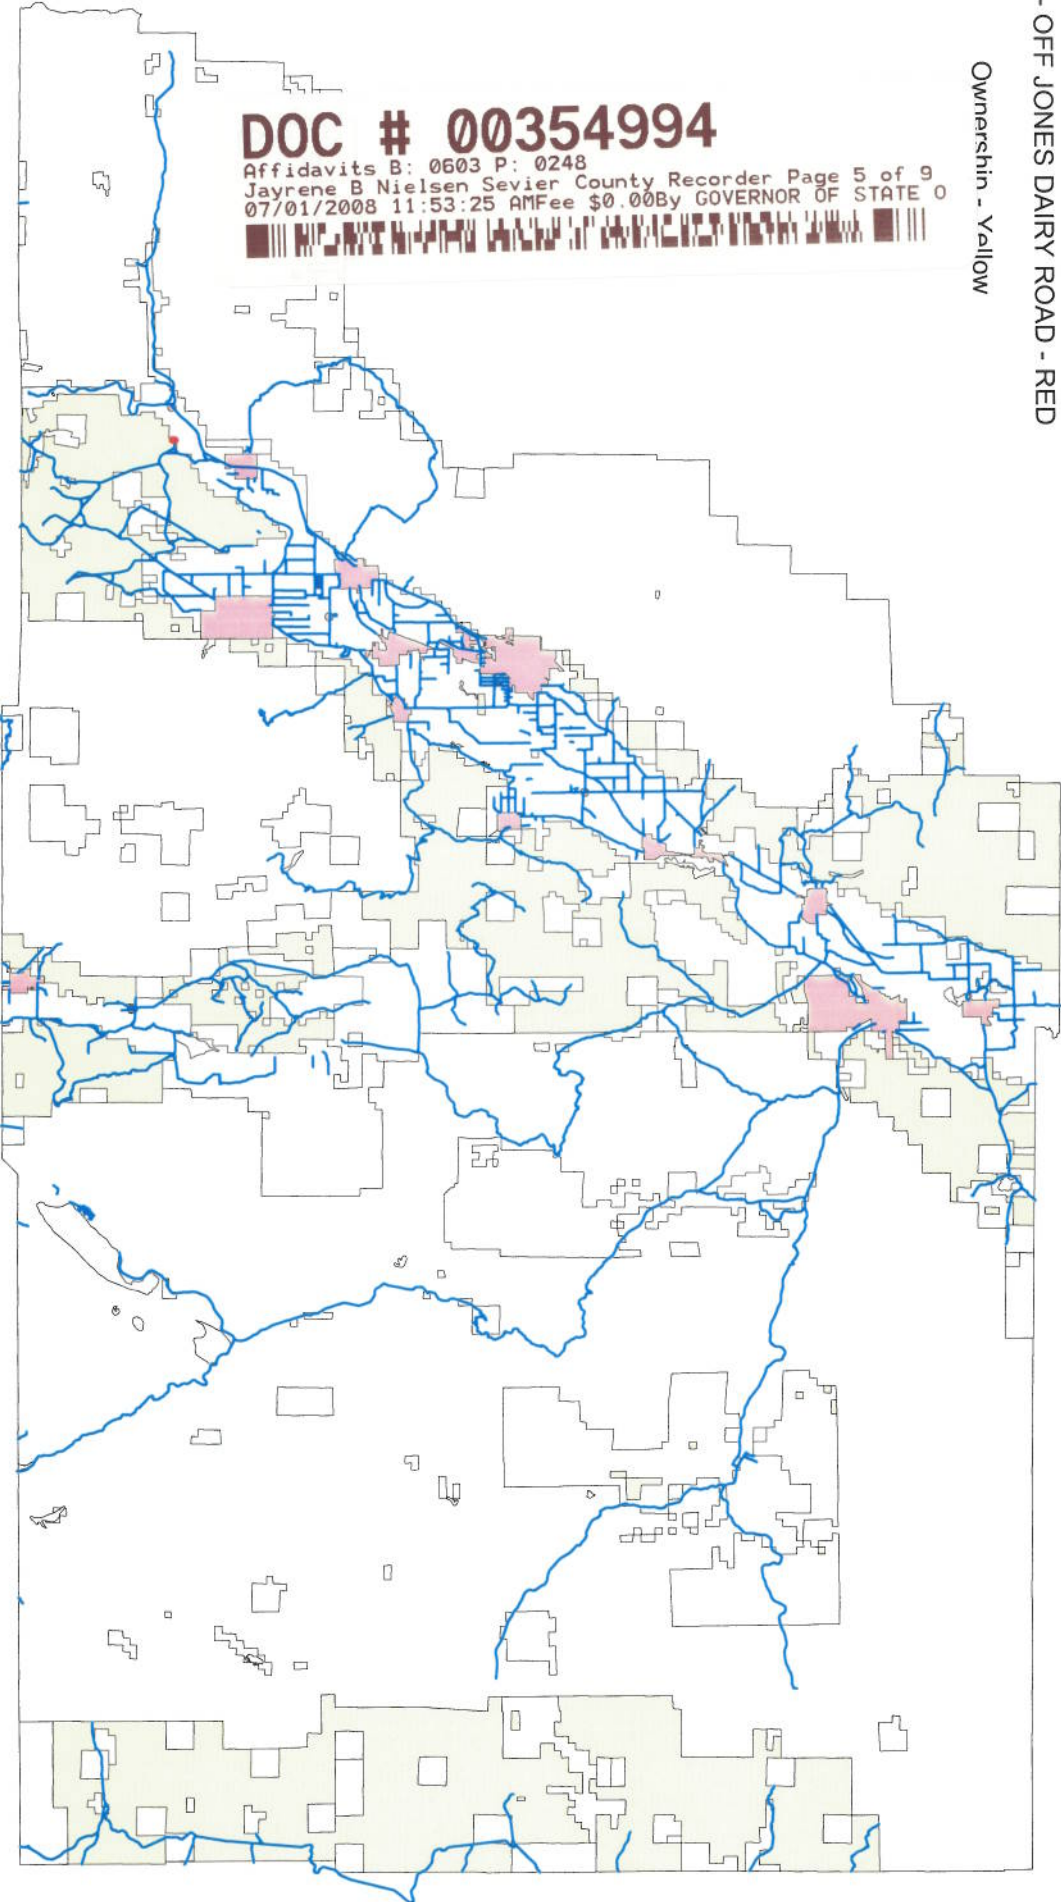 - OFF JONES DAIRY ROAD - RED
Ownership - Yellow
DOC # 00354994
Affidavits B: 0603 P: 0248
Jayrene B Nielsen Sevier County Recorder Page 5 of 9
07/01/2008 11:53:25 AMFee $0.00By GOVERNOR OF STATE O